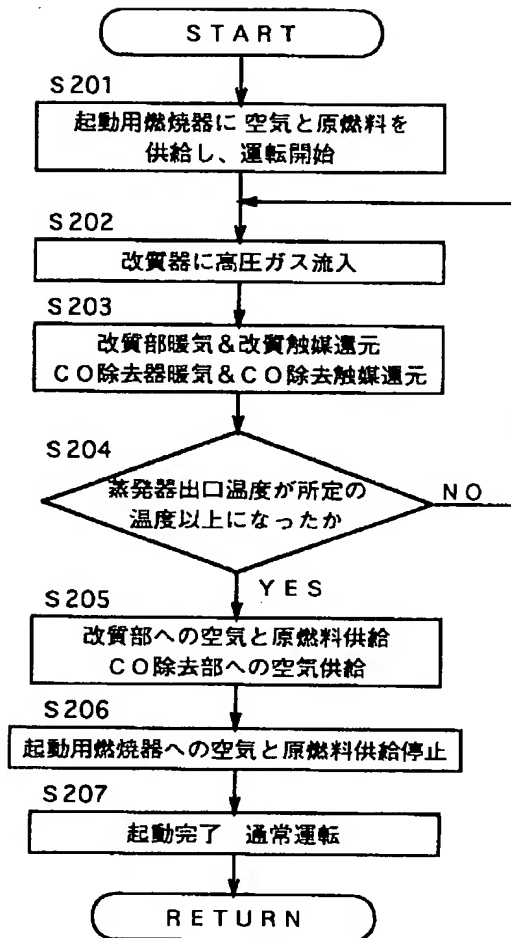 START
S201
起動用燃焼器に空気と原燃料を
供給し、運転開始
S202
改質器に高圧ガス流入
S203
改質部暖気&改質触媒還元
CO除去器暖気&CO除去触媒還元
S204
蒸発器出口温度が所定の
温度以上になったか
NO
YES
S205
改質部への空気と原燃料供給
CO除去部への空気供給
S206
起動用燃焼器への空気と原燃料供給停止
S207
起動完了 通常運転
RETURN